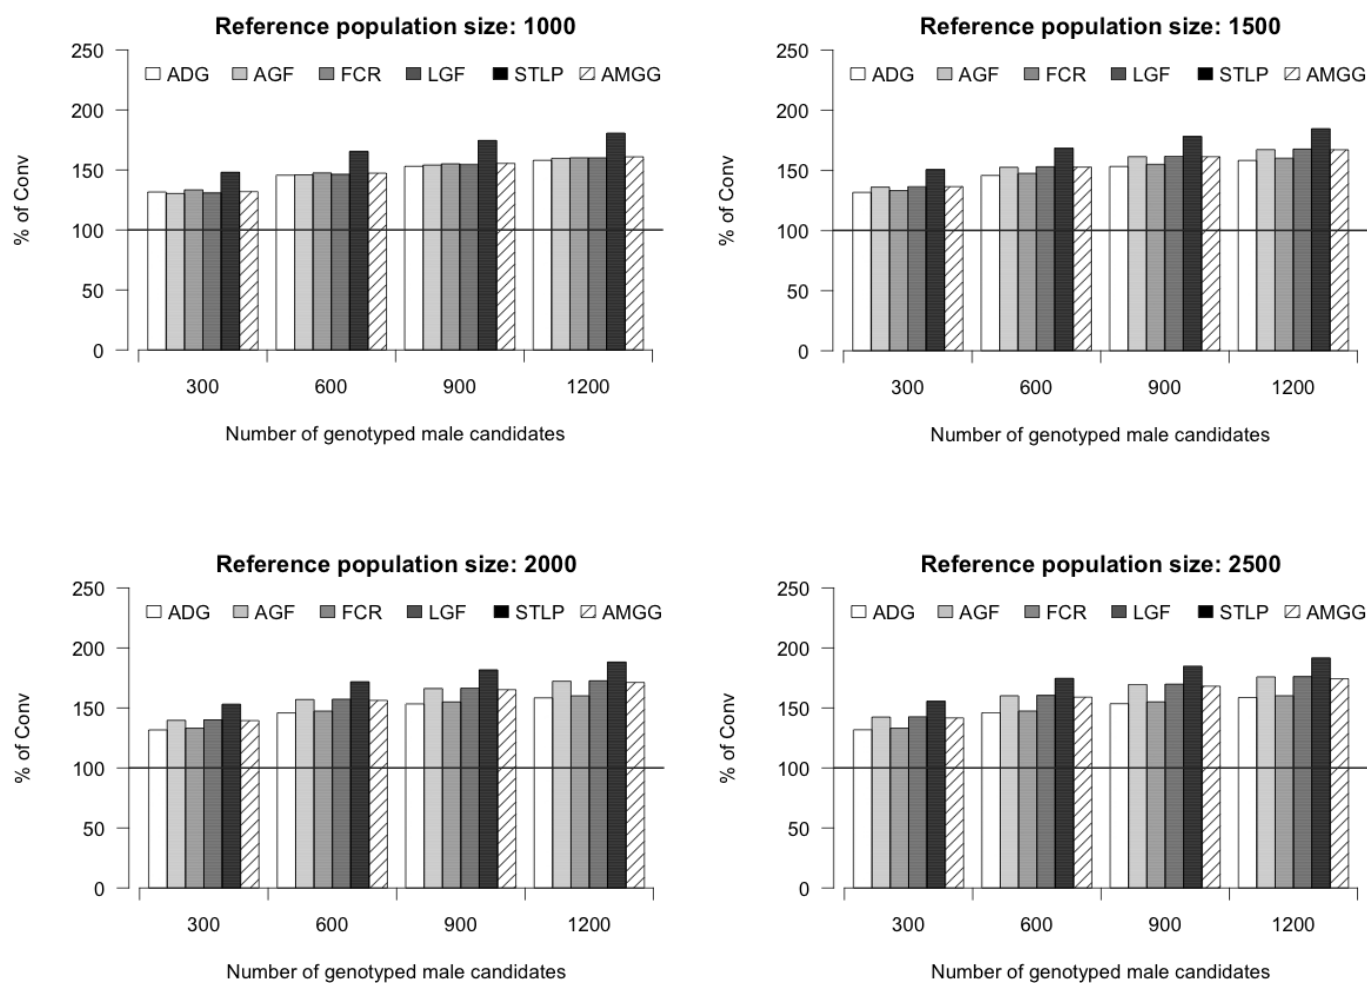 Reference population size: 1000
250
ADG AGF FCR LGF STLP AMGG
200
150
100
50
0
% of Conv
300 600 900 1200
Number of genotyped male candidates
Reference population size: 1500
250
ADG AGF FCR LGF STLP AMGG
200
150
100
50
0
% of Conv
300 600 900 1200
Number of genotyped male candidates
Reference population size: 2000
250
ADG AGF FCR LGF STLP AMGG
200
150
100
50
0
% of Conv
300 600 900 1200
Number of genotyped male candidates
Reference population size: 2500
250
ADG AGF FCR LGF STLP AMGG
200
150
100
50
0
% of Conv
300 600 900 1200
Number of genotyped male candidates